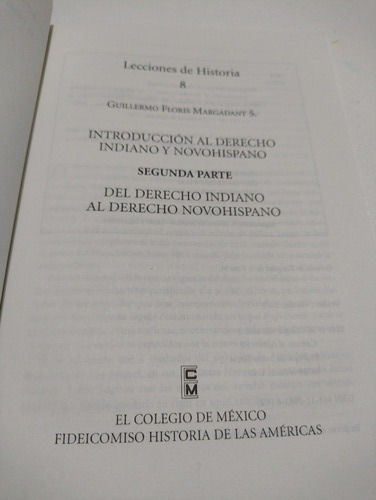 Lecciones de Historia
8
GUILLERMO FLORIS MARGADANT S.
INTRODUCCIÓN AL DERECHO
INDIANO Y NOVOHISPANO
SEGUNDA PARTE
DEL DERECHO INDIANO
AL DERECHO NOVOHISPANO
C
M
EL COLEGIO DE MÉXICO
FIDEICOMISO HISTORIA DE LAS AMÉRICAS
7